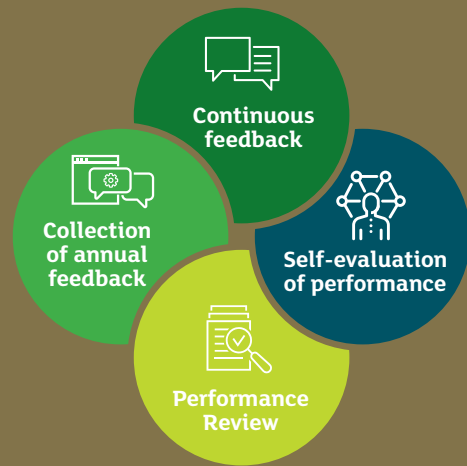 Continuous
feedback
Collection
of annual
feedback
Self-evaluation
of performance
Performance
Review